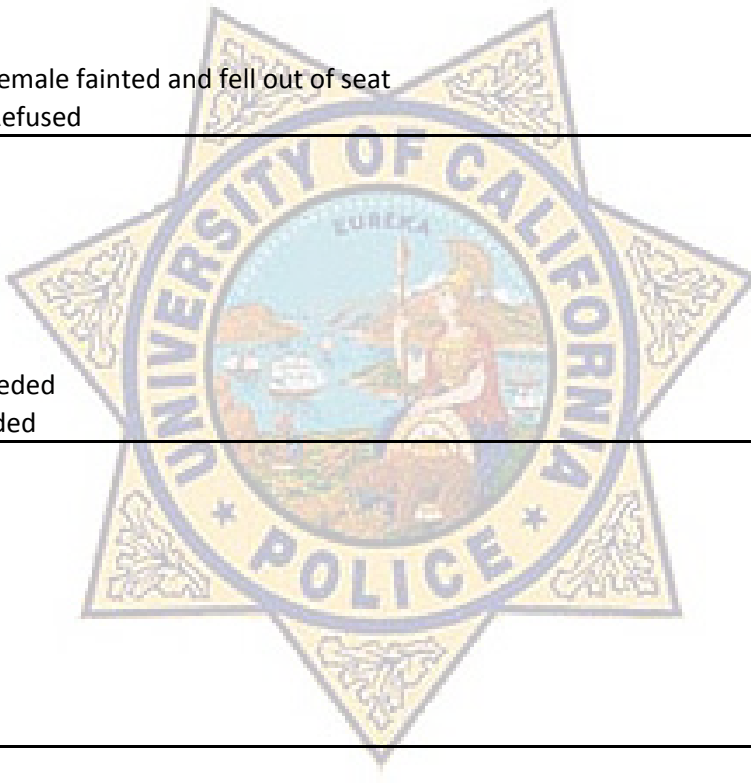 emale fainted and fell out of seat
efused
UNIVERSITY OF CALIFORNIA
EUREKA
eded
ded
POLICE